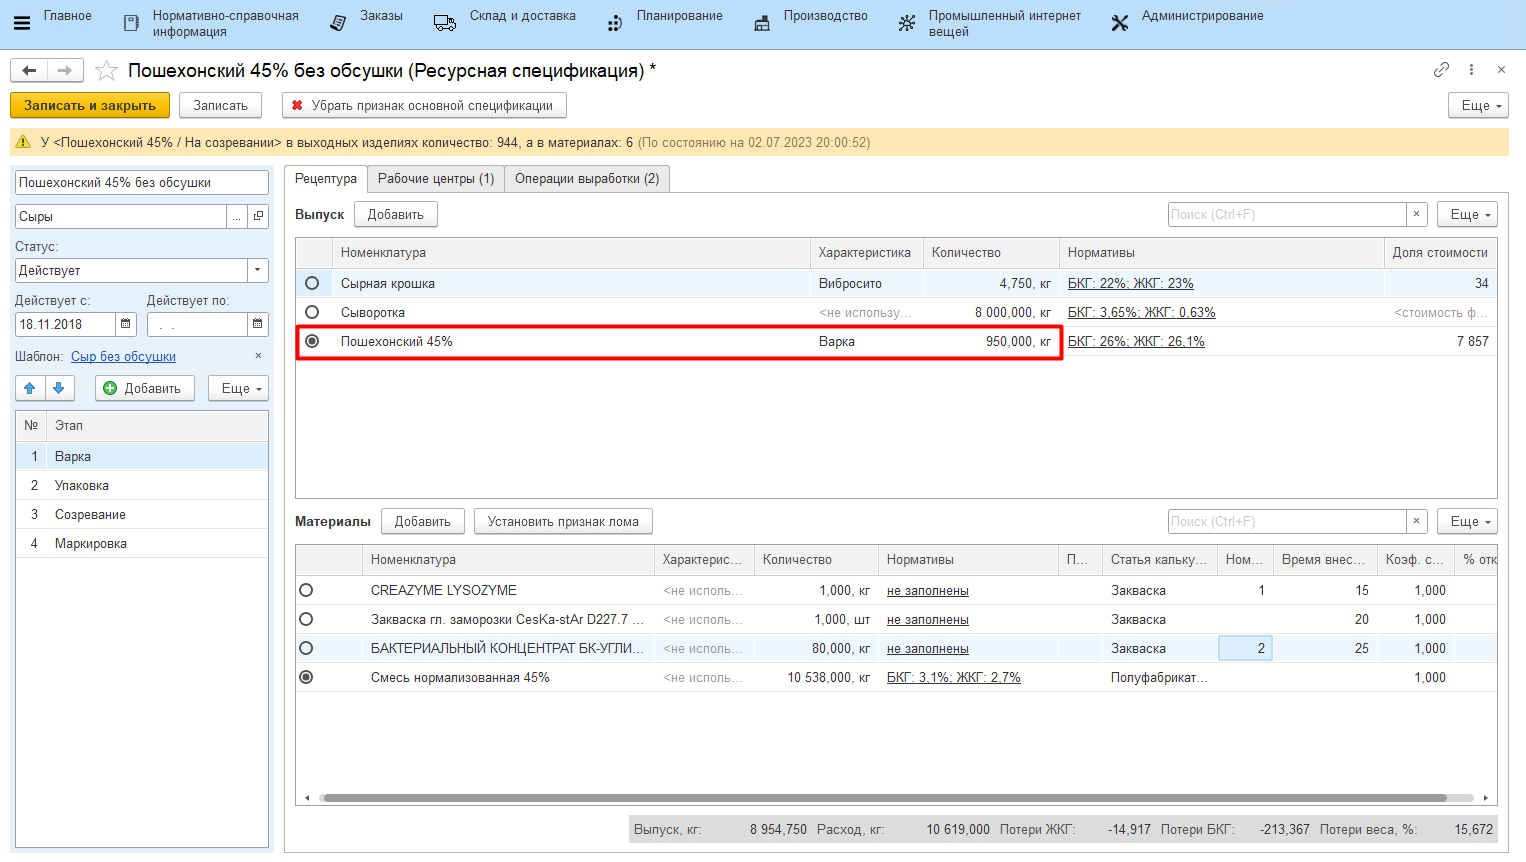 Главное
Нормативно-справочная
информация
Заказы
Склад и доставка
Планирование
Производство
Промышленный интернет
вещей
Администрирование
Пошехонский 45% без обсушки (Ресурсная спецификация) *
Записать и закрыть
Записать
Убрать признак основной спецификации
Еще
У <Пошехонский 45% / На созревании> в выходных изделиях количество: 944, а в материалах: 6 (По состоянию на 02.07.2023 20:00:52)
Пошехонский 45% без обсушки
Сыры
...
Статус:
Действует
Действует с: Действует по:
18.11.2018 . .
Шаблон: Сыр без обсушки ×
Добавить Еще
№ Этап
1 Варка
2 Упаковка
3 Созревание
4 Маркировка
Рецептура Рабочие центры (1) Операции выработки (2)
Выпуск Добавить Поиск (Ctrl+F) × Еще
Номенклатура Характеристика Количество Нормативы Доля стоимости
Сырная крошка Вибросито 4,750, кг БКГ: 22%; ЖКГ: 23% 34
Сыворотка <не использу... 8 000,000, кг БКГ: 3,65%; ЖКГ: 0,63% <стоимость ф...
Пошехонский 45% Варка 950,000, кг БКГ: 26%; ЖКГ: 26,1% 7 857
Материалы Добавить Установить признак лома Поиск (Ctrl+F) × Еще
Номенклатура Характерис... Количество Нормативы П... Статья кальку... Ном... Время внес... Коэф. с... % отк
CREAZYME LYSOZYME <не исполь... 1,000, кг не заполнены Закваска 1 15 1,000
Закваска гл. заморозки CesKa-stAr D227.7 ... <не исполь... 1,000, шт не заполнены Закваска 20 1,000
БАКТЕРИАЛЬНЫЙ КОНЦЕНТРАТ БК-УГЛИ... <не исполь... 80,000, кг не заполнены Закваска 2 25 1,000
Смесь нормализованная 45% <не исполь... 10 538,000, кг БКГ: 3,1%; ЖКГ: 2,7% Полуфабрикат... 1,000
Выпуск, кг: 8 954,750 Расход, кг: 10 619,000 Потери ЖКГ: -14,917 Потери БКГ: -213,367 Потери веса, %: 15,672